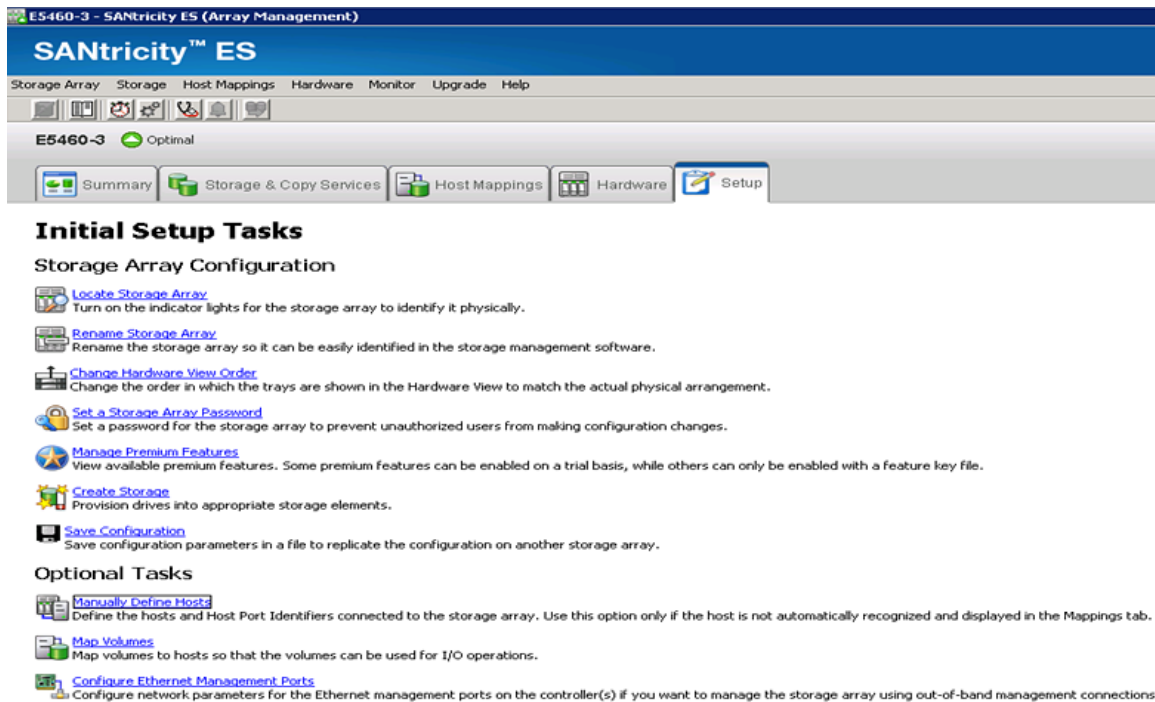 E5460-3 - SANtricity ES (Array Management)
SANtricity™ ES
Storage Array Storage Host Mappings Hardware Monitor Upgrade Help
E5460-3 Optimal
Summary Storage & Copy Services Host Mappings Hardware Setup
Initial Setup Tasks
Storage Array Configuration
Locate Storage Array
Turn on the indicator lights for the storage array to identify it physically.
Rename Storage Array
Rename the storage array so it can be easily identified in the storage management software.
Change Hardware View Order
Change the order in which the trays are shown in the Hardware View to match the actual physical arrangement.
Set a Storage Array Password
Set a password for the storage array to prevent unauthorized users from making configuration changes.
Manage Premium Features
View available premium features. Some premium features can be enabled on a trial basis, while others can only be enabled with a feature key file.
Create Storage
Provision drives into appropriate storage elements.
Save Configuration
Save configuration parameters in a file to replicate the configuration on another storage array.
Optional Tasks
Manually Define Hosts
Define the hosts and Host Port Identifiers connected to the storage array. Use this option only if the host is not automatically recognized and displayed in the Mappings tab.
Map Volumes
Map volumes to hosts so that the volumes can be used for I/O operations.
Configure Ethernet Management Ports
Configure network parameters for the Ethernet management ports on the controller(s) if you want to manage the storage array using out-of-band management connections